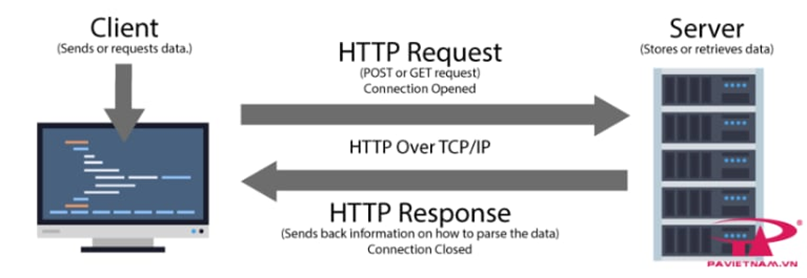 Client
(Sends or requests data.)
HTTP Request
(POST or GET request)
Connection Opened
HTTP Over TCP/IP
HTTP Response
(Sends back information on how to parse the data)
Connection Closed
Server
(Stores or retrieves data)
PAVIETNAM.VN